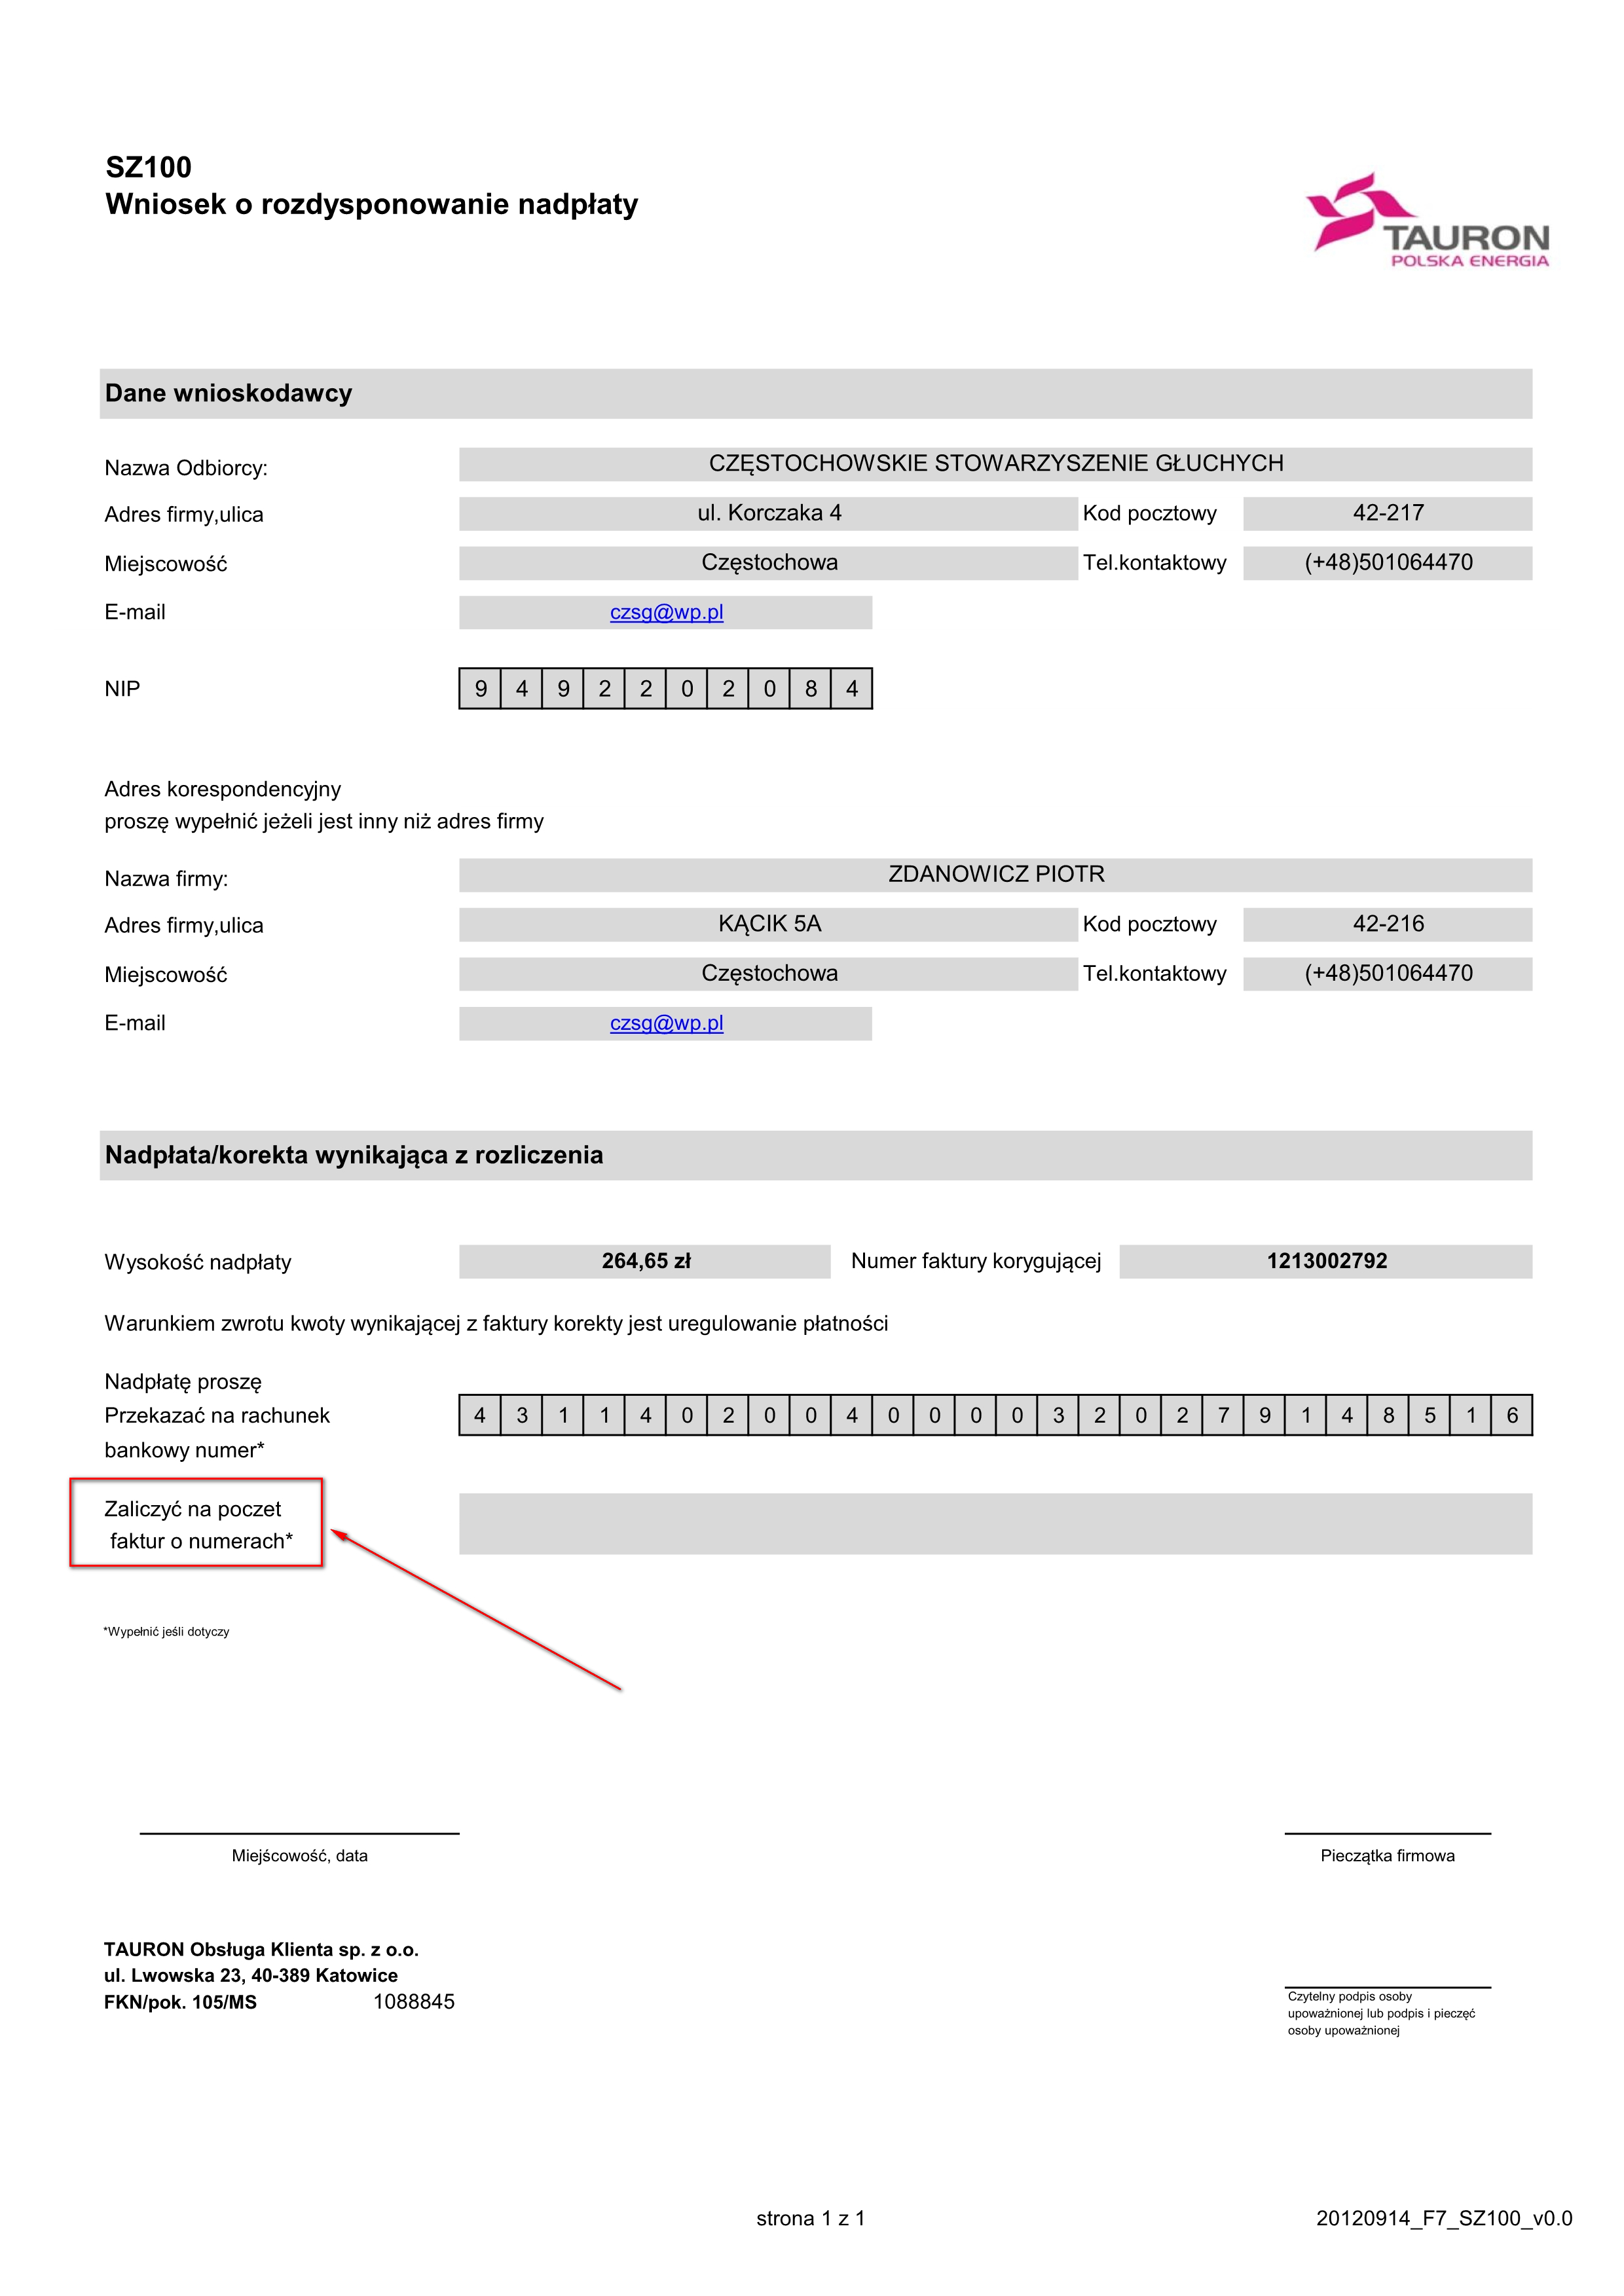 SZ100
Wniosek o rozdysponowanie nadpłaty
TAURON
POLSKA ENERGIA
Dane wnioskodawcy
Nazwa Odbiorcy: CZĘSTOCHOWSKIE STOWARZYSZENIE GŁUCHYCH
Adres firmy,ulica ul. Korczaka 4 Kod pocztowy 42-217
Miejscowość Częstochowa Tel.kontaktowy (+48)501064470
E-mail czsg@wp.pl
NIP 9 4 9 2 2 0 2 0 8 4
Adres korespondencyjny
proszę wypełnić jeżeli jest inny niż adres firmy
Nazwa firmy: ZDANOWICZ PIOTR
Adres firmy,ulica KĄCIK 5A Kod pocztowy 42-216
Miejscowość Częstochowa Tel.kontaktowy (+48)501064470
E-mail czsg@wp.pl
Nadpłata/korekta wynikająca z rozliczenia
Wysokość nadpłaty 264,65 zł Numer faktury korygującej 1213002792
Warunkiem zwrotu kwoty wynikającej z faktury korekty jest uregulowanie płatności
Nadpłatę proszę
Przekazać na rachunek 4 3 1 1 4 0 2 0 0 4 0 0 0 0 3 2 0 2 7 9 1 4 8 5 1 6
bankowy numer*
Zaliczyć na poczet
faktur o numerach*
*Wypełnić jeśli dotyczy
Miejścowość, data Pieczątka firmowa
TAURON Obsługa Klienta sp. z o.o.
ul. Lwowska 23, 40-389 Katowice
FKN/pok. 105/MS 1088845
Czytelny podpis osoby
upoważnionej lub podpis i pieczęć
osoby upoważnionej
strona 1 z 1 20120914_F7_SZ100_v0.0